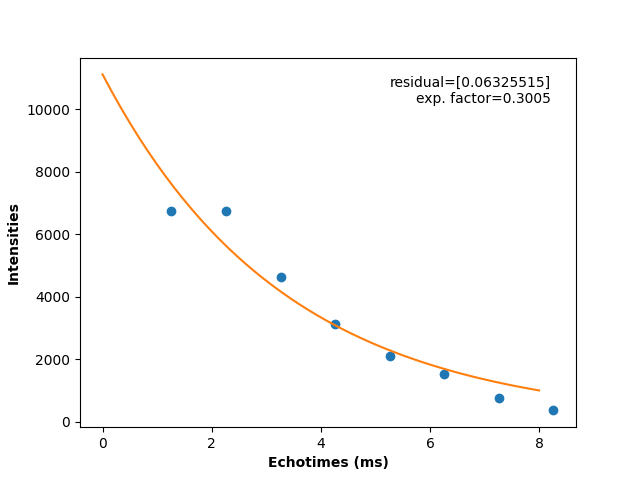 residual=[0.06325515]
exp. factor=0.3005
10000
8000
6000
4000
2000
0
Intensities
0 2 4 6 8
Echotimes (ms)